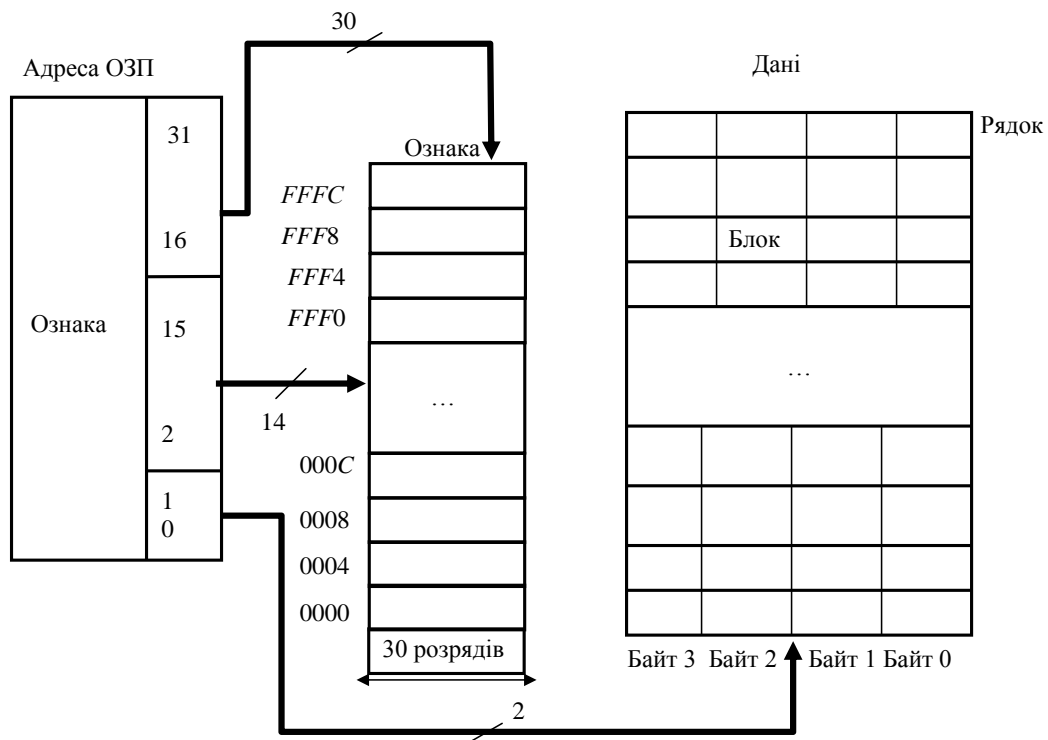 30
Адреса ОЗП
Дані
31
16
Ознака
15
2
1
0
Ознака
FFFC
FFF8
FFF4
FFF0
...
14
000C
0008
0004
0000
30 розрядів
2
Рядок
Блок
...
Байт 3 Байт 2 Байт 1 Байт 0